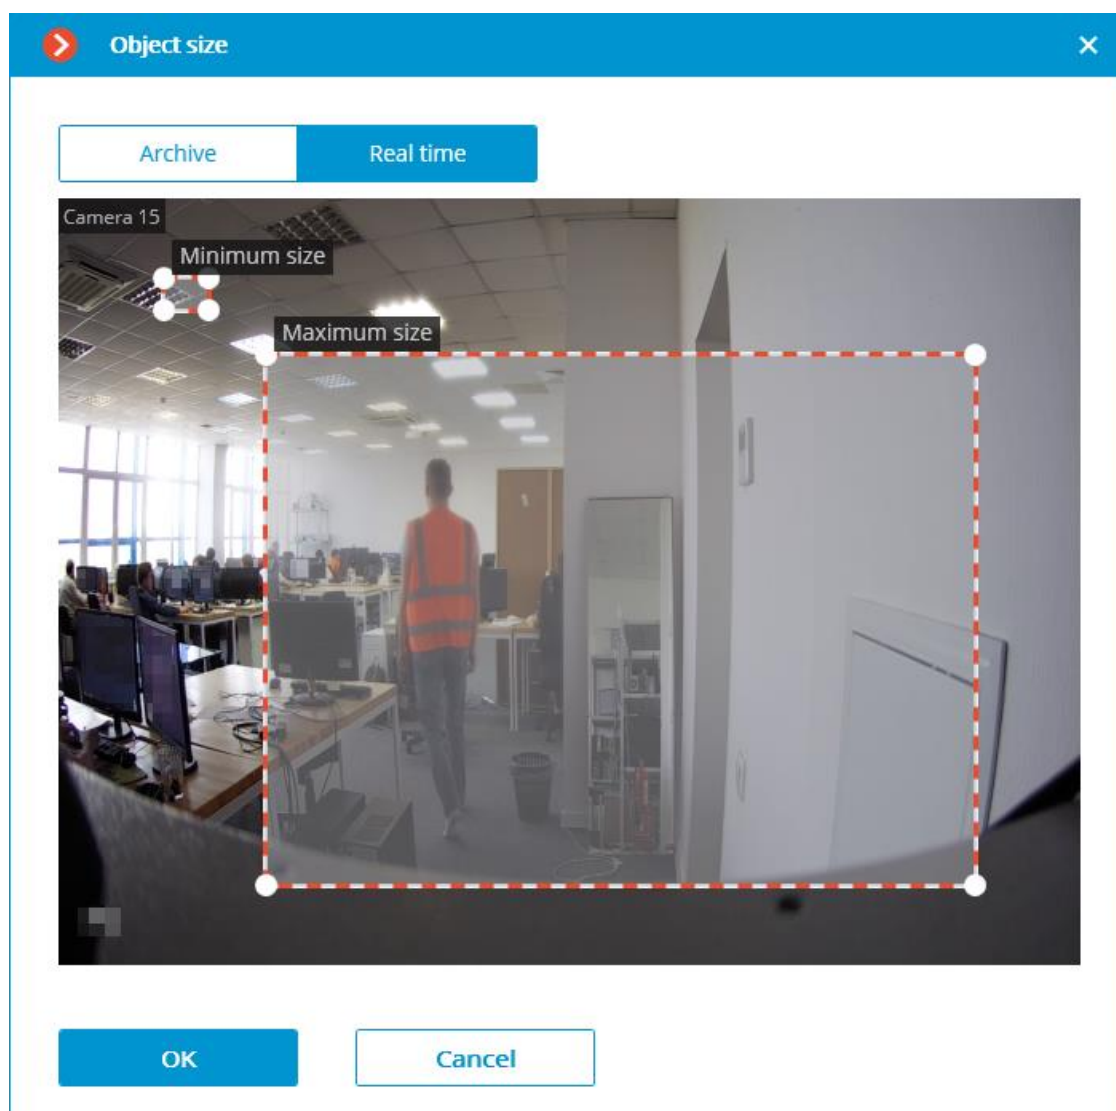 Object size
Archive
Real time
Camera 15
Minimum size
Maximum size
OK
Cancel